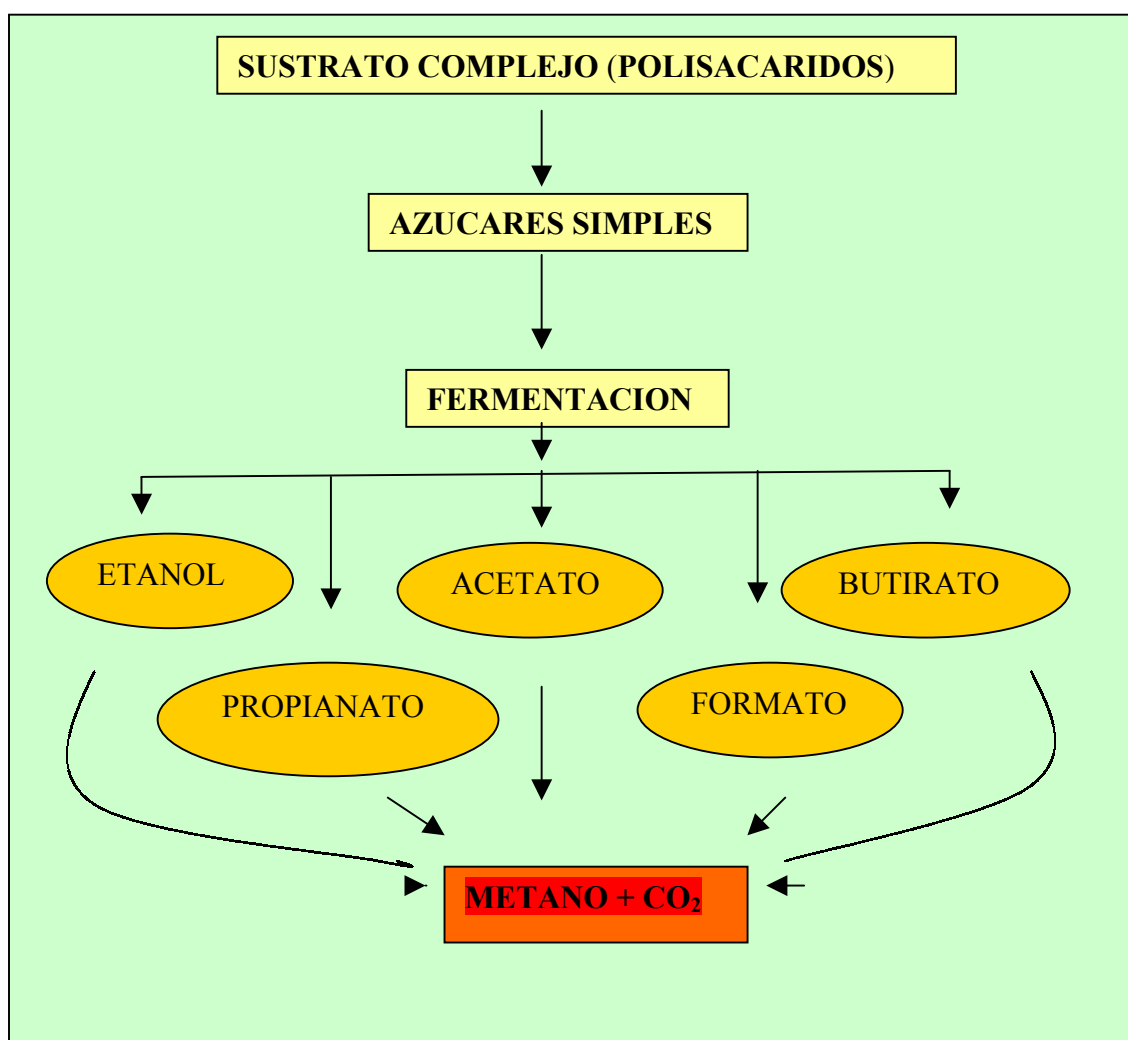 SUSTRATO COMPLEJO (POLISACARIDOS)
AZUCARES SIMPLES
FERMENTACION
ETANOL
ACETATO
BUTIRATO
PROPIANATO
FORMATO
METANO + CO₂